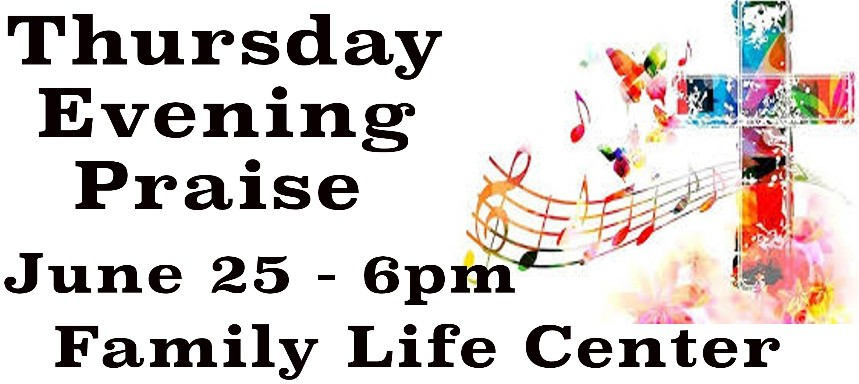 Thursday
Evening
Praise
June 25 - 6pm
Family Life Center